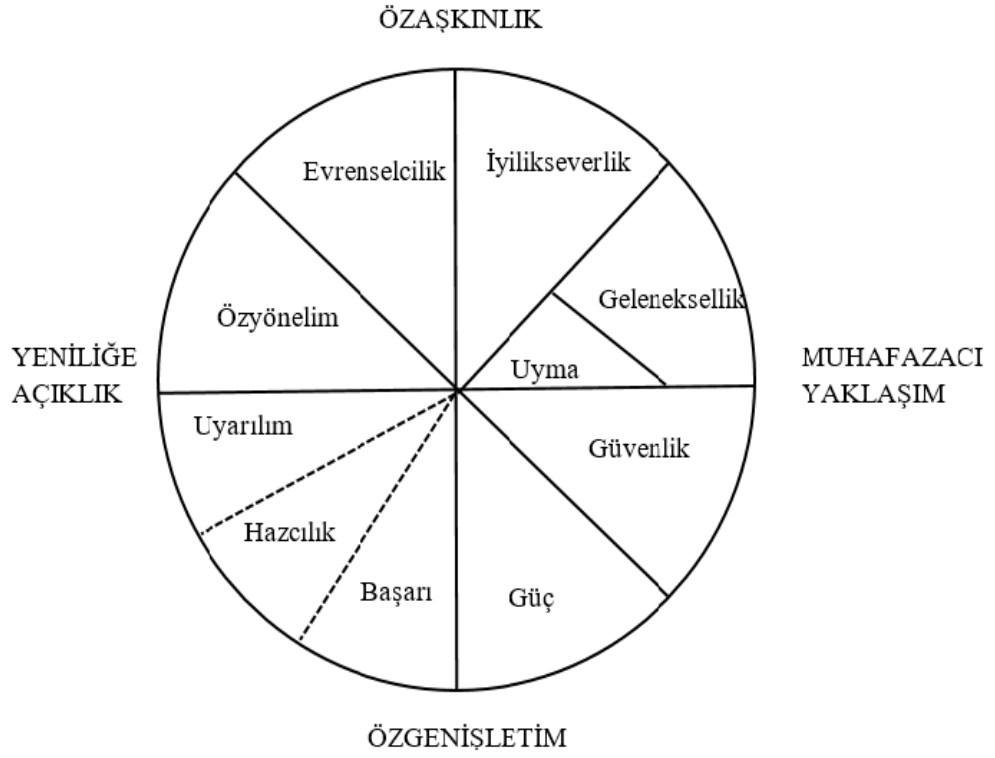 ÖZAŞKINLIK
Evrenselcilik
İyilikseverlik
Özyönelim
Geleneksellik
YENİLİĞE
AÇIKLIK
Uyma
MUHAFAZACI
YAKLAŞIM
Uyarılım
Güvenlik
Hazcılık
Başarı
Güç
ÖZGENİŞLETİM